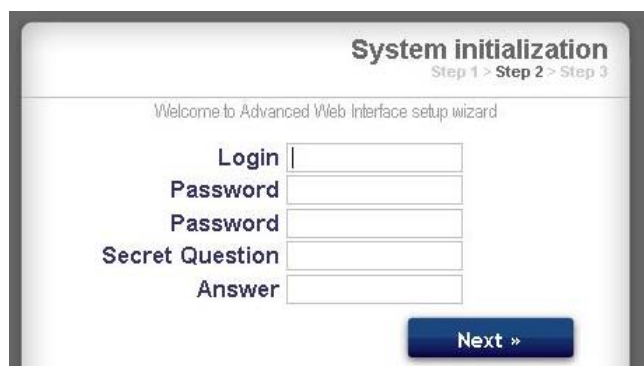 System initialization
Step 1 > Step 2 > Step 3
Welcome to Advanced Web Interface setup wizard
Login
Password
Password
Secret Question
Answer
Next »